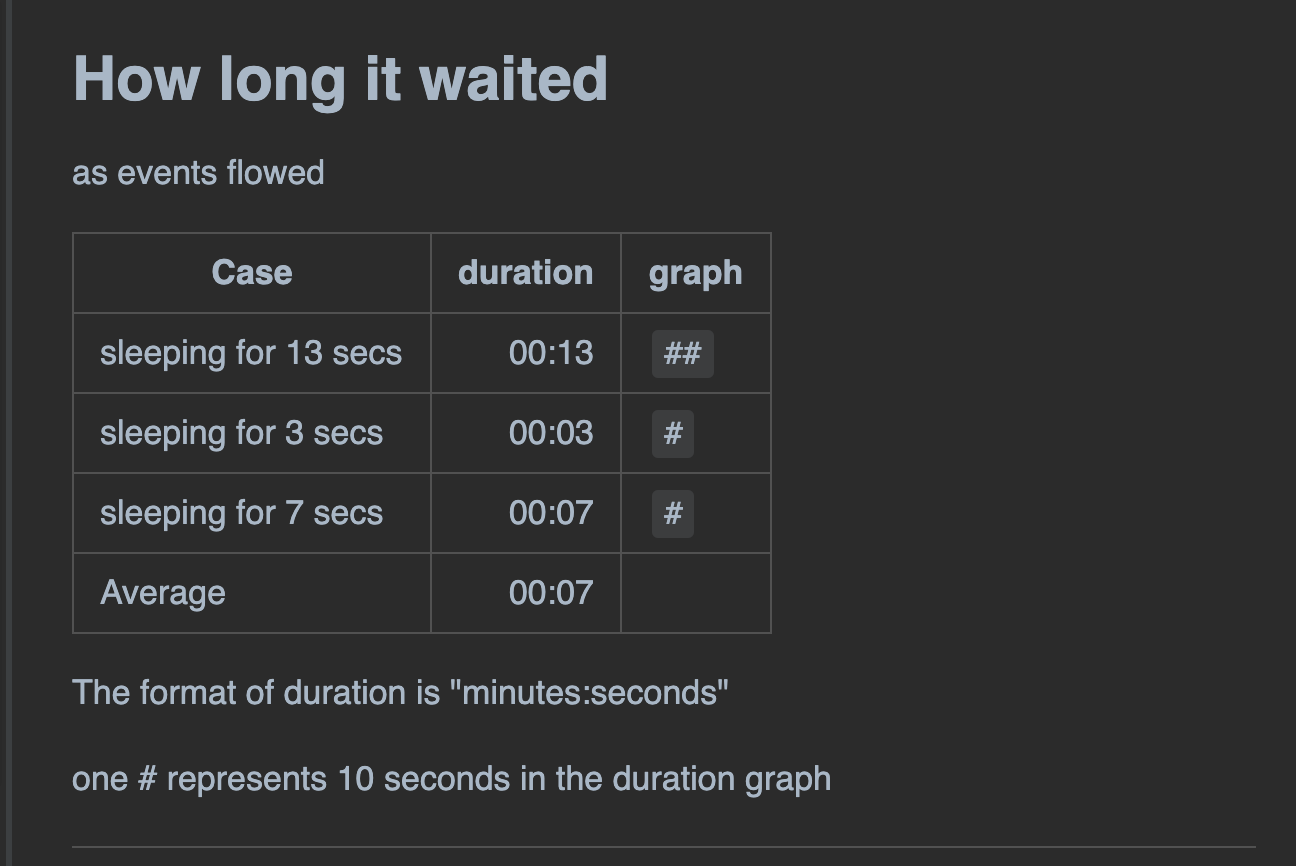 How long it waited
as events flowed
Case duration graph
sleeping for 13 secs 00:13 ##
sleeping for 3 secs 00:03 #
sleeping for 7 secs 00:07 #
Average 00:07
The format of duration is "minutes:seconds"
one # represents 10 seconds in the duration graph